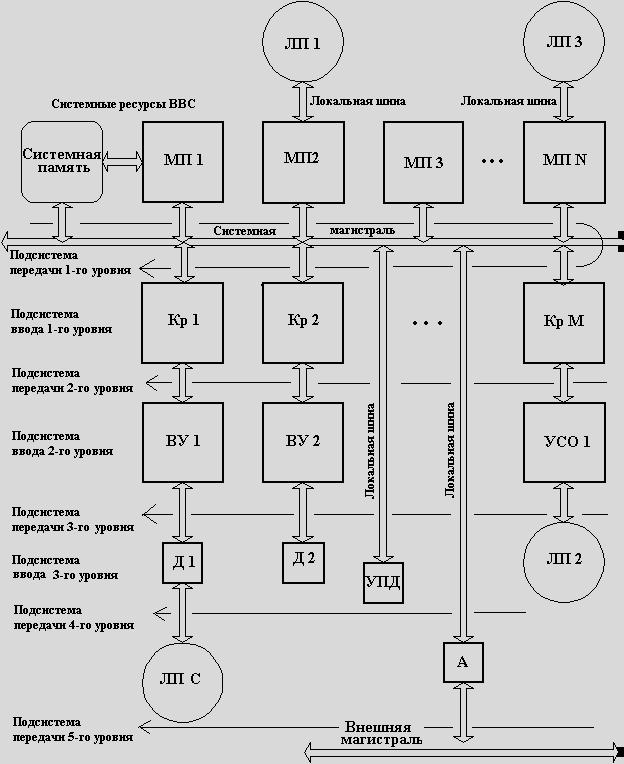 ЛП 1
ЛП 3
Системные ресурсы ВВС
Локальная шина
Локальная шина
Системная
память
МП 1
МП2
МП 3
...
МП N
Системная
магистраль
Подсистема
передачи 1-го уровня
Подсистема
ввода 1-го уровня
Кр 1
Кр 2
...
Кр М
Подсистема
передачи 2-го уровня
Подсистема
ввода 2-го уровня
ВУ 1
ВУ 2
Локальная шина
Локальная шина
УСО 1
Подсистема
передачи 3-го уровня
Подсистема
ввода 3-го уровня
Д 1
Д 2
УПД
ЛП 2
Подсистема
передачи 4-го уровня
ЛП С
А
Подсистема
передачи 5-го уровня
Внешняя
магистраль